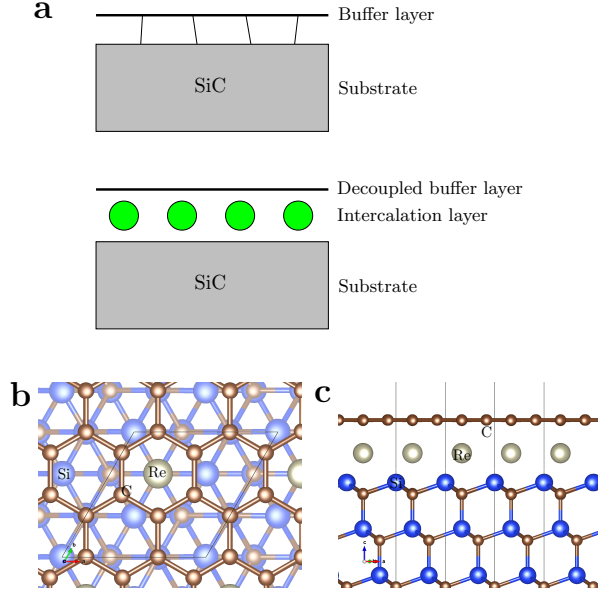 a
Buffer layer
SiC
Substrate
Decoupled buffer layer
Intercalation layer
SiC
Substrate
b
Si
Re
C
b
a
c
C
Re
Si
c
a